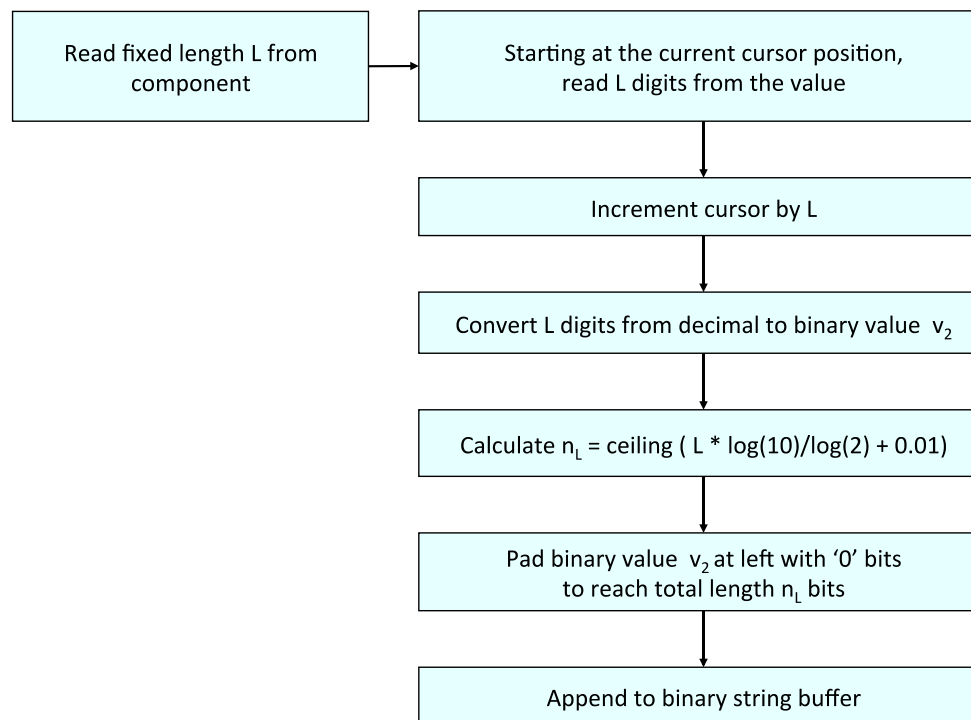 Read fixed length L from
component
Starting at the current cursor position,
read L digits from the value
Increment cursor by L
Convert L digits from decimal to binary value v₂
Calculate n_L = ceiling ( L * log(10)/log(2) + 0.01)
Pad binary value v₂ at left with ‘0’ bits
to reach total length n_L bits
Append to binary string buffer